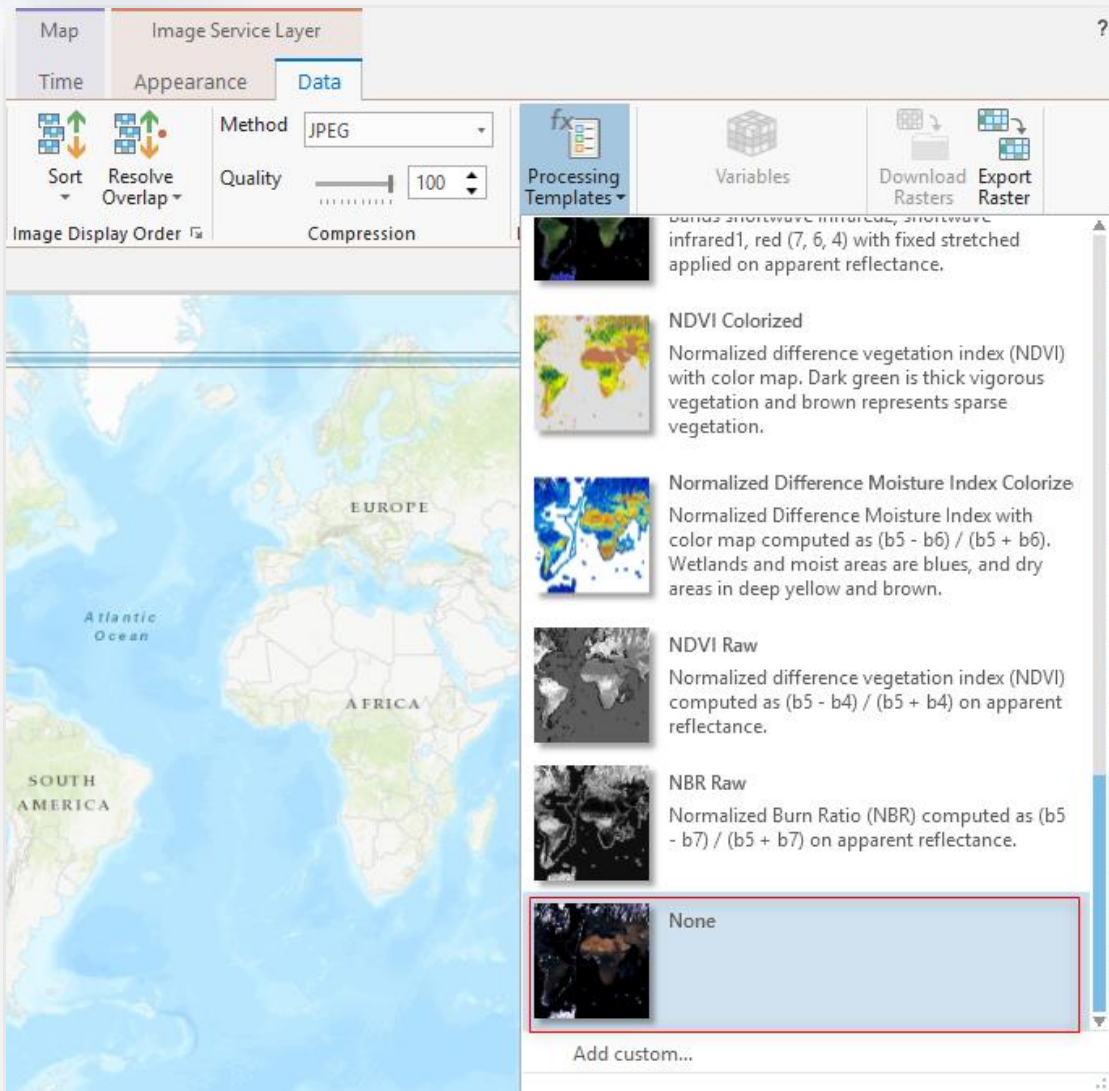 Map
Image Service Layer
?
Time
Appearance
Data
Method
JPEG
fx
Sort
Resolve
Overlap
Quality
100
Processing
Templates
Variables
Download
Rasters
Export
Raster
Image Display Order
Compression
bands shortwave infrared2, shortwave
infrared1, red (7, 6, 4) with fixed stretched
applied on apparent reflectance.
NDVI Colorized
Normalized difference vegetation index (NDVI)
with color map. Dark green is thick vigorous
vegetation and brown represents sparse
vegetation.
Normalized Difference Moisture Index Colorize
Normalized Difference Moisture Index with
color map computed as (b5 - b6) / (b5 + b6).
Wetlands and moist areas are blues, and dry
areas in deep yellow and brown.
NDVI Raw
Normalized difference vegetation index (NDVI)
computed as (b5 - b4) / (b5 + b4) on apparent
reflectance.
NBR Raw
Normalized Burn Ratio (NBR) computed as (b5
- b7) / (b5 + b7) on apparent reflectance.
None
Add custom...
EUROPE
Atlantic
Ocean
AFRICA
SOUTH
AMERICA